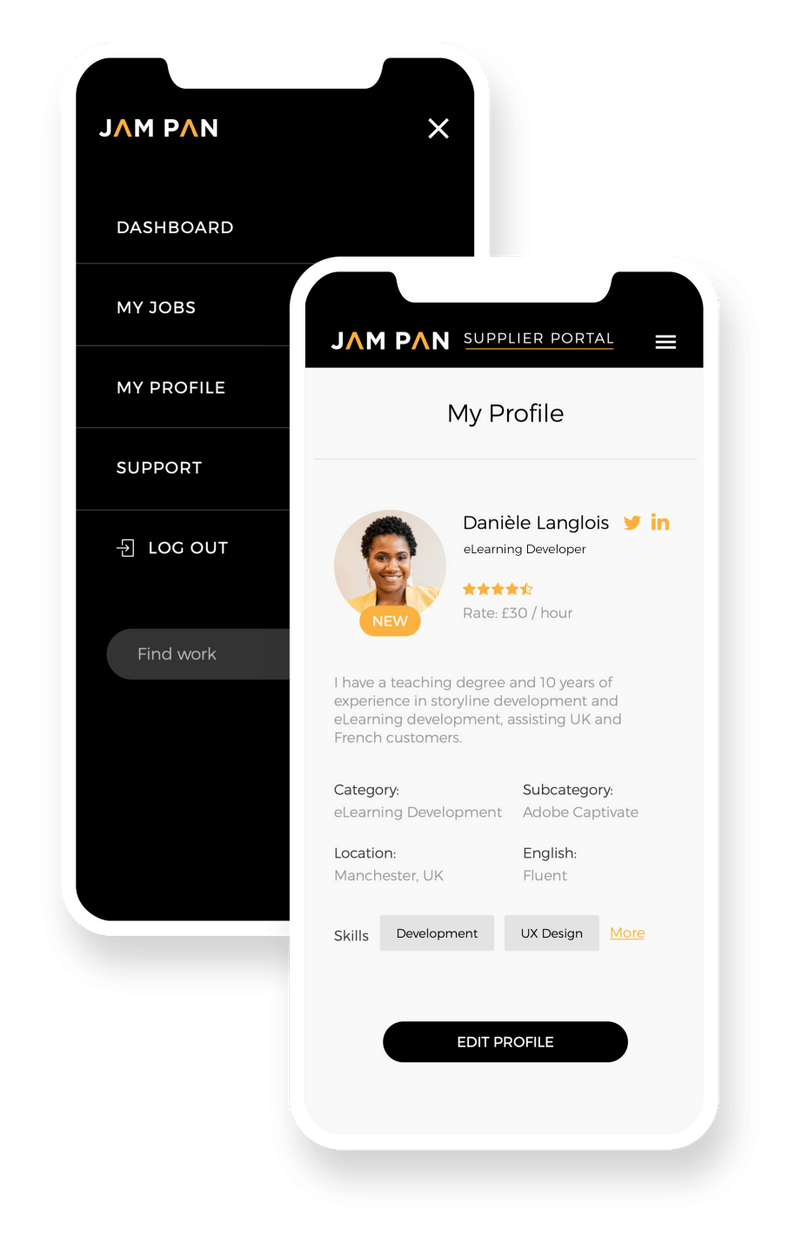 JAM PAN
DASHBOARD
MY JOBS
MY PROFILE
SUPPORT
LOG OUT
Find work
JAM PAN SUPPLIER PORTAL
My Profile
Danièle Langlois in
eLearning Developer
NEW
Rate: £30 / hour
I have a teaching degree and 10 years of
experience in storyline development and
eLearning development, assisting UK and
French customers.
Category: Subcategory:
eLearning Development Adobe Captivate
Location: English:
Manchester, UK Fluent
Skills Development UX Design More
EDIT PROFILE